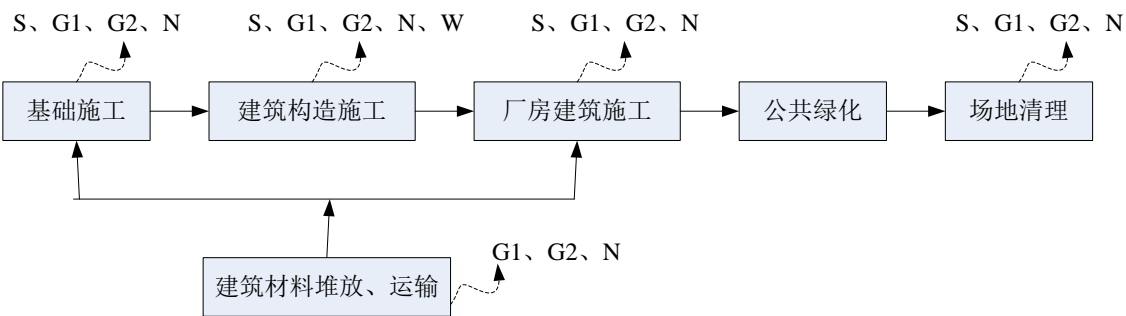 S、G1、G2、N
S、G1、G2、N、W
S、G1、G2、N
S、G1、G2、N
基础施工
建筑构造施工
厂房建筑施工
公共绿化
场地清理
G1、G2、N
建筑材料堆放、运输